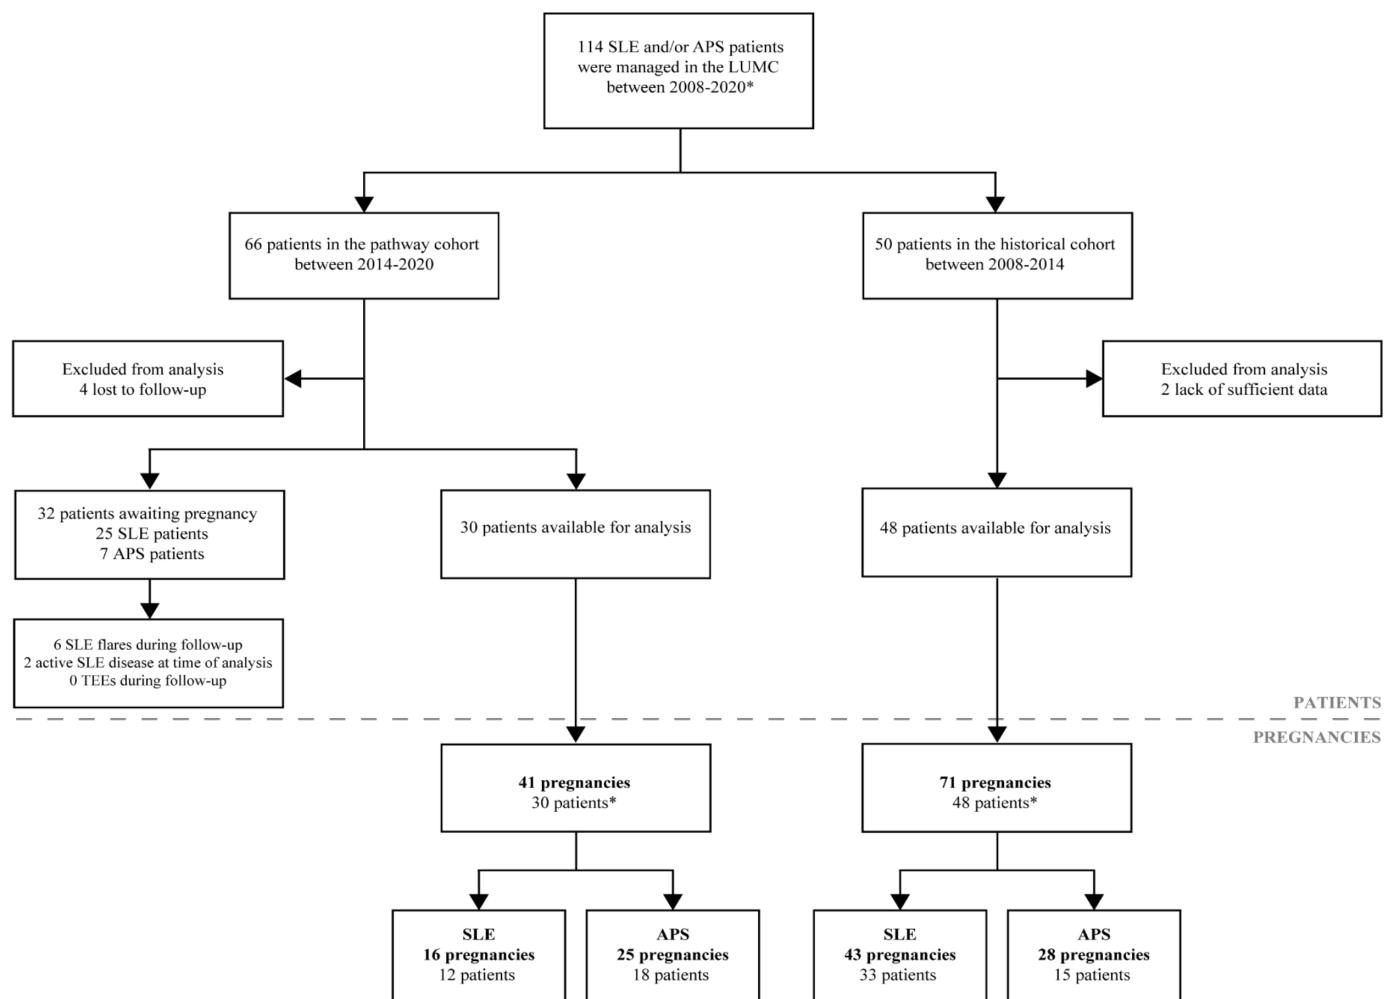 114 SLE and/or APS patients
were managed in the LUMC
between 2008-2020*
66 patients in the pathway cohort
between 2014-2020
50 patients in the historical cohort
between 2008-2014
Excluded from analysis
4 lost to follow-up
Excluded from analysis
2 lack of sufficient data
32 patients awaiting pregnancy
25 SLE patients
7 APS patients
30 patients available for analysis
48 patients available for analysis
6 SLE flares during follow-up
2 active SLE disease at time of analysis
0 TEEs during follow-up
PATIENTS
PREGNANCIES
41 pregnancies
30 patients*
71 pregnancies
48 patients*
SLE
16 pregnancies
12 patients
APS
25 pregnancies
18 patients
SLE
43 pregnancies
33 patients
APS
28 pregnancies
15 patients